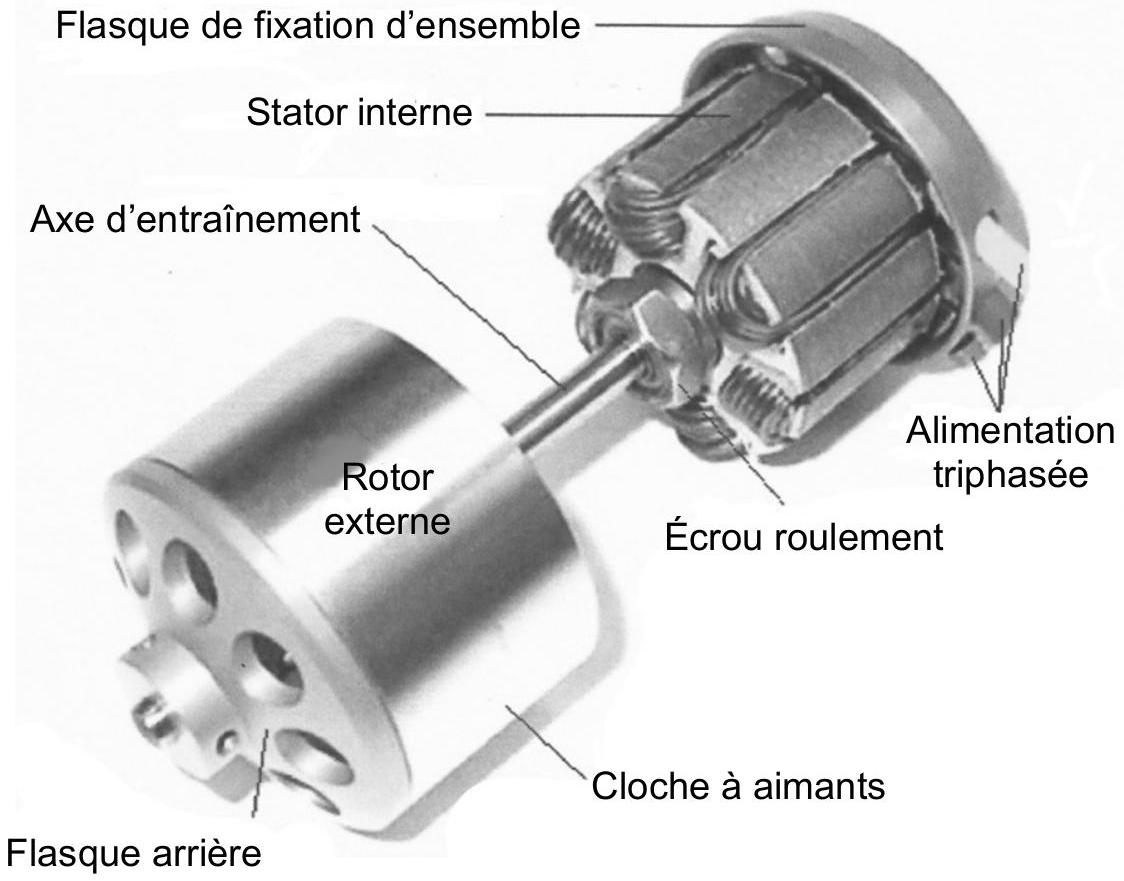 Flasque de fixation d’ensemble
Stator interne
Axe d’entraînement
Alimentation
triphasée
Rotor
externe
Écrou roulement
Cloche à aimants
Flasque arrière